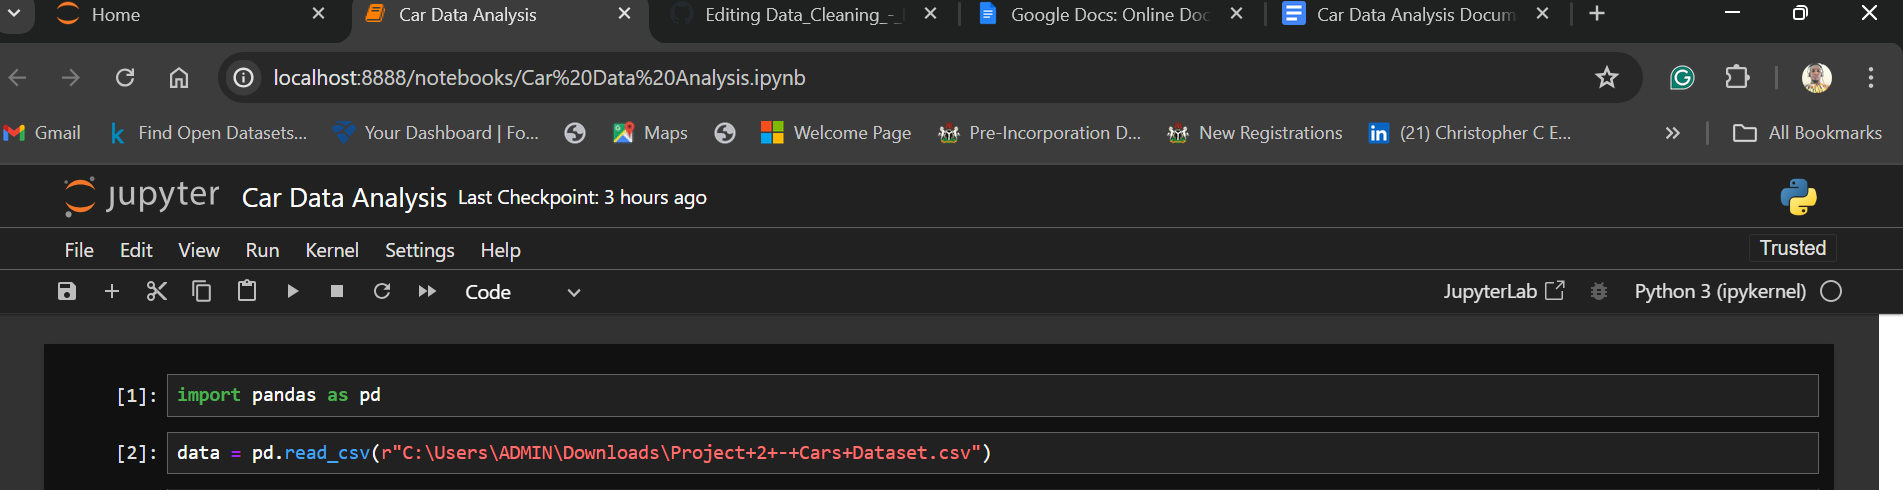 Home
Car Data Analysis
Editing Data_Cleaning_-_
Google Docs: Online Doc
Car Data Analysis Docum
localhost:8888/notebooks/Car%20Data%20Analysis.ipynb
Gmail
Find Open Datasets...
Your Dashboard | Fo...
Maps
Welcome Page
Pre-Incorporation D...
New Registrations
in (21) Christopher C E...
All Bookmarks
jupyter Car Data Analysis Last Checkpoint: 3 hours ago
File Edit View Run Kernel Settings Help
Trusted
Code
JupyterLab
Python 3 (ipykernel)
[1]: import pandas as pd
[2]: data = pd.read_csv(r"C:\Users\ADMIN\Downloads\Project+2+-+Cars+Dataset.csv")